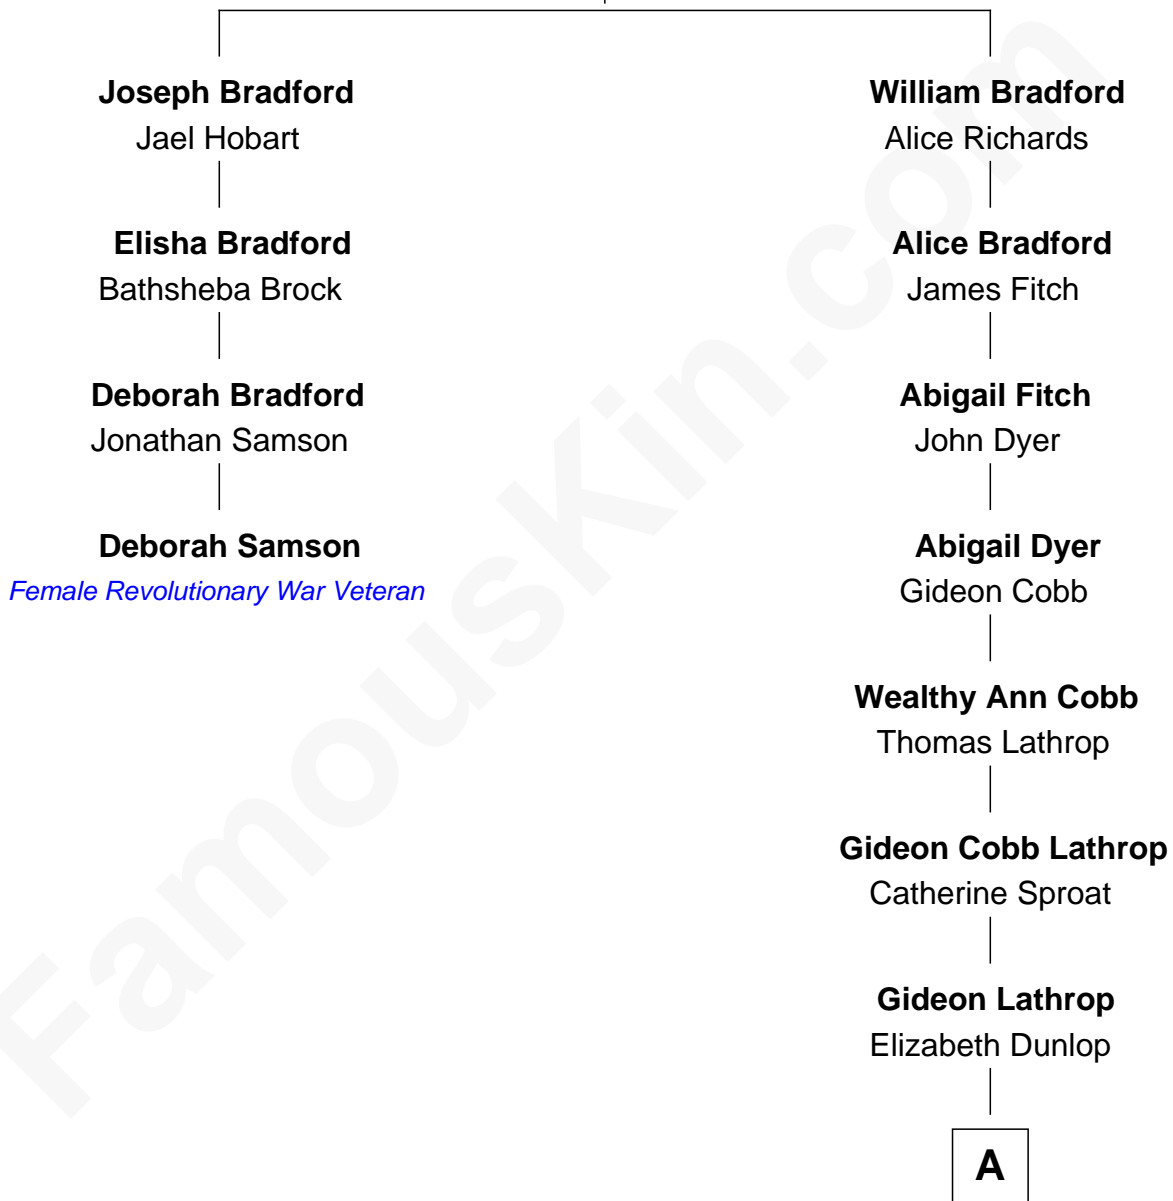 Joseph Bradford
Jael Hobart
Elisha Bradford
Bathsheba Brock
Deborah Bradford
Jonathan Samson
Deborah Samson
Female Revolutionary War Veteran
William Bradford
Alice Richards
Alice Bradford
James Fitch
Abigail Fitch
John Dyer
Abigail Dyer
Gideon Cobb
Wealthy Ann Cobb
Thomas Lathrop
Gideon Cobb Lathrop
Catherine Sproat
Gideon Lathrop
Elizabeth Dunlop
A
FamousKin.com